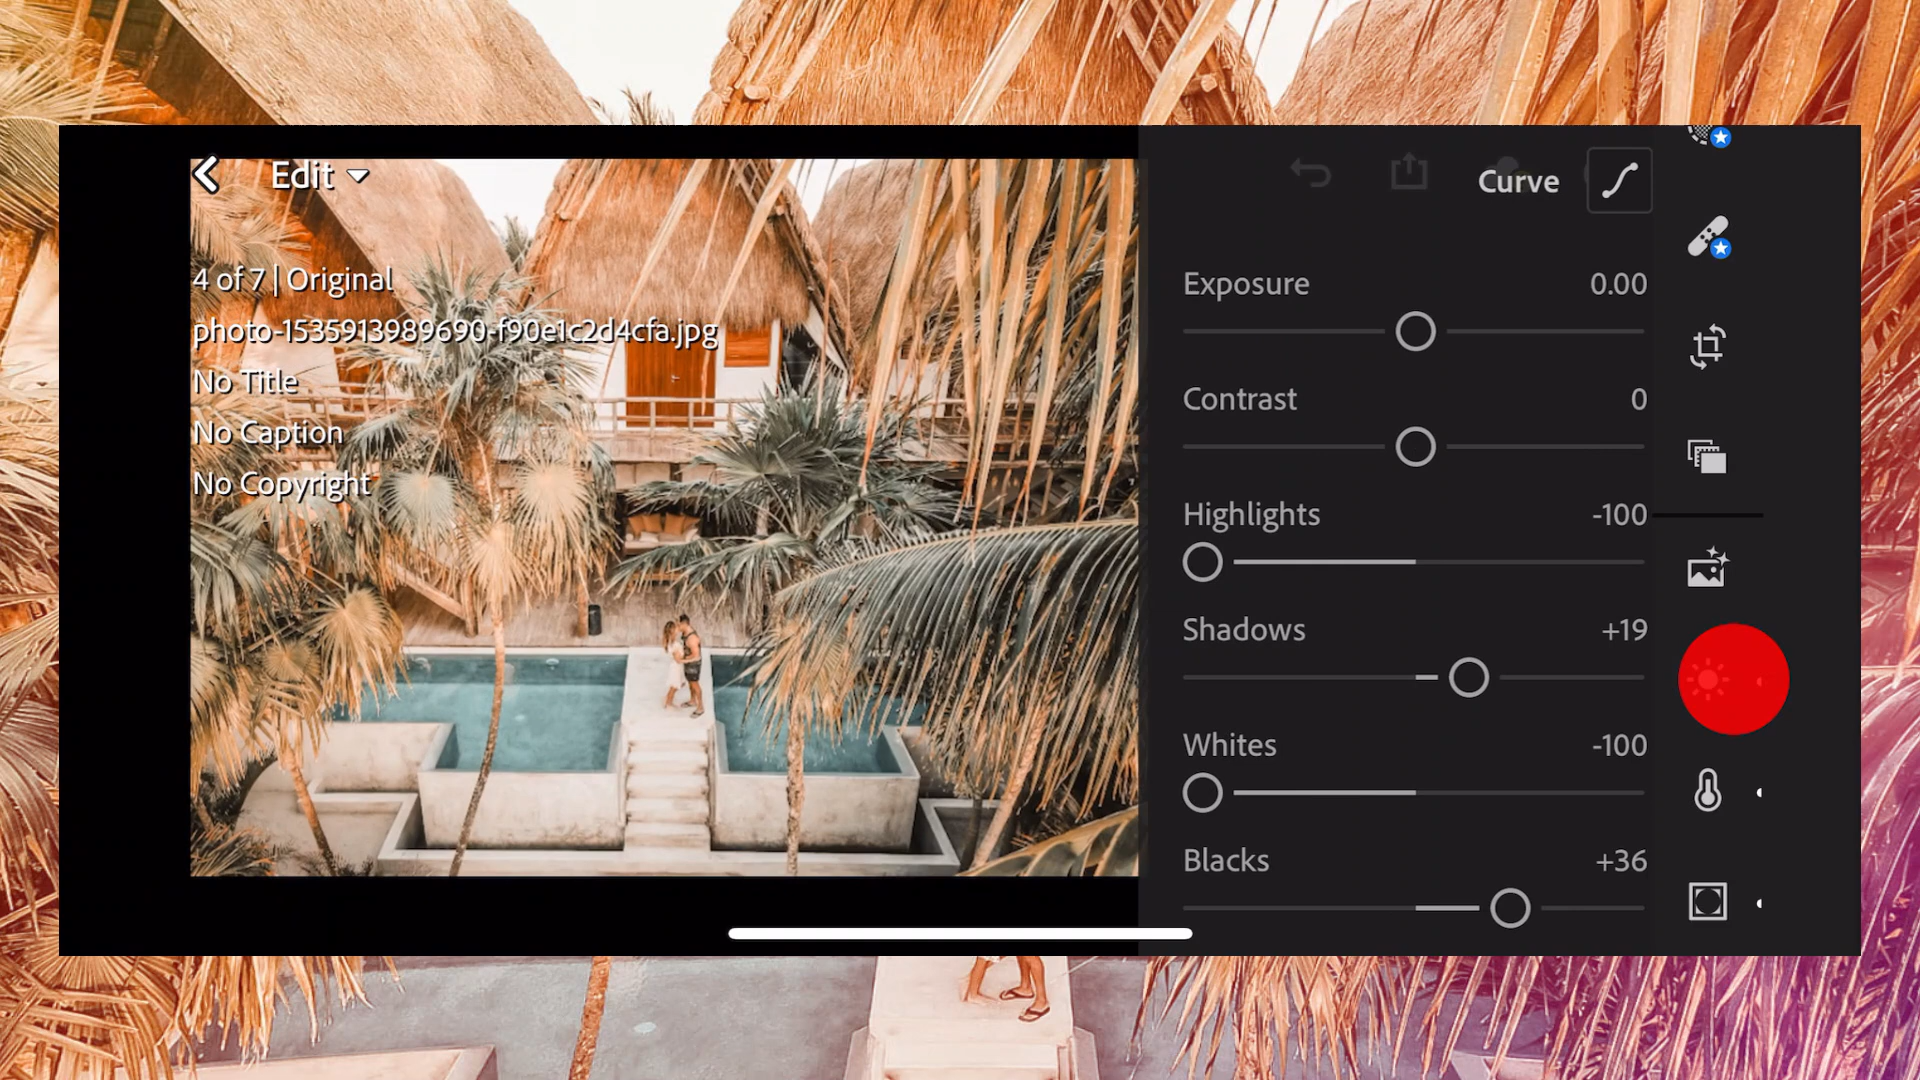 Edit
4 of 7 | Original
photo-1535913989690-f90e1c2d4cfa.jpg
No Title
No Caption
No Copyright
Curve
Exposure 0.00
Contrast 0
Highlights -100
Shadows +19
Whites -100
Blacks +36